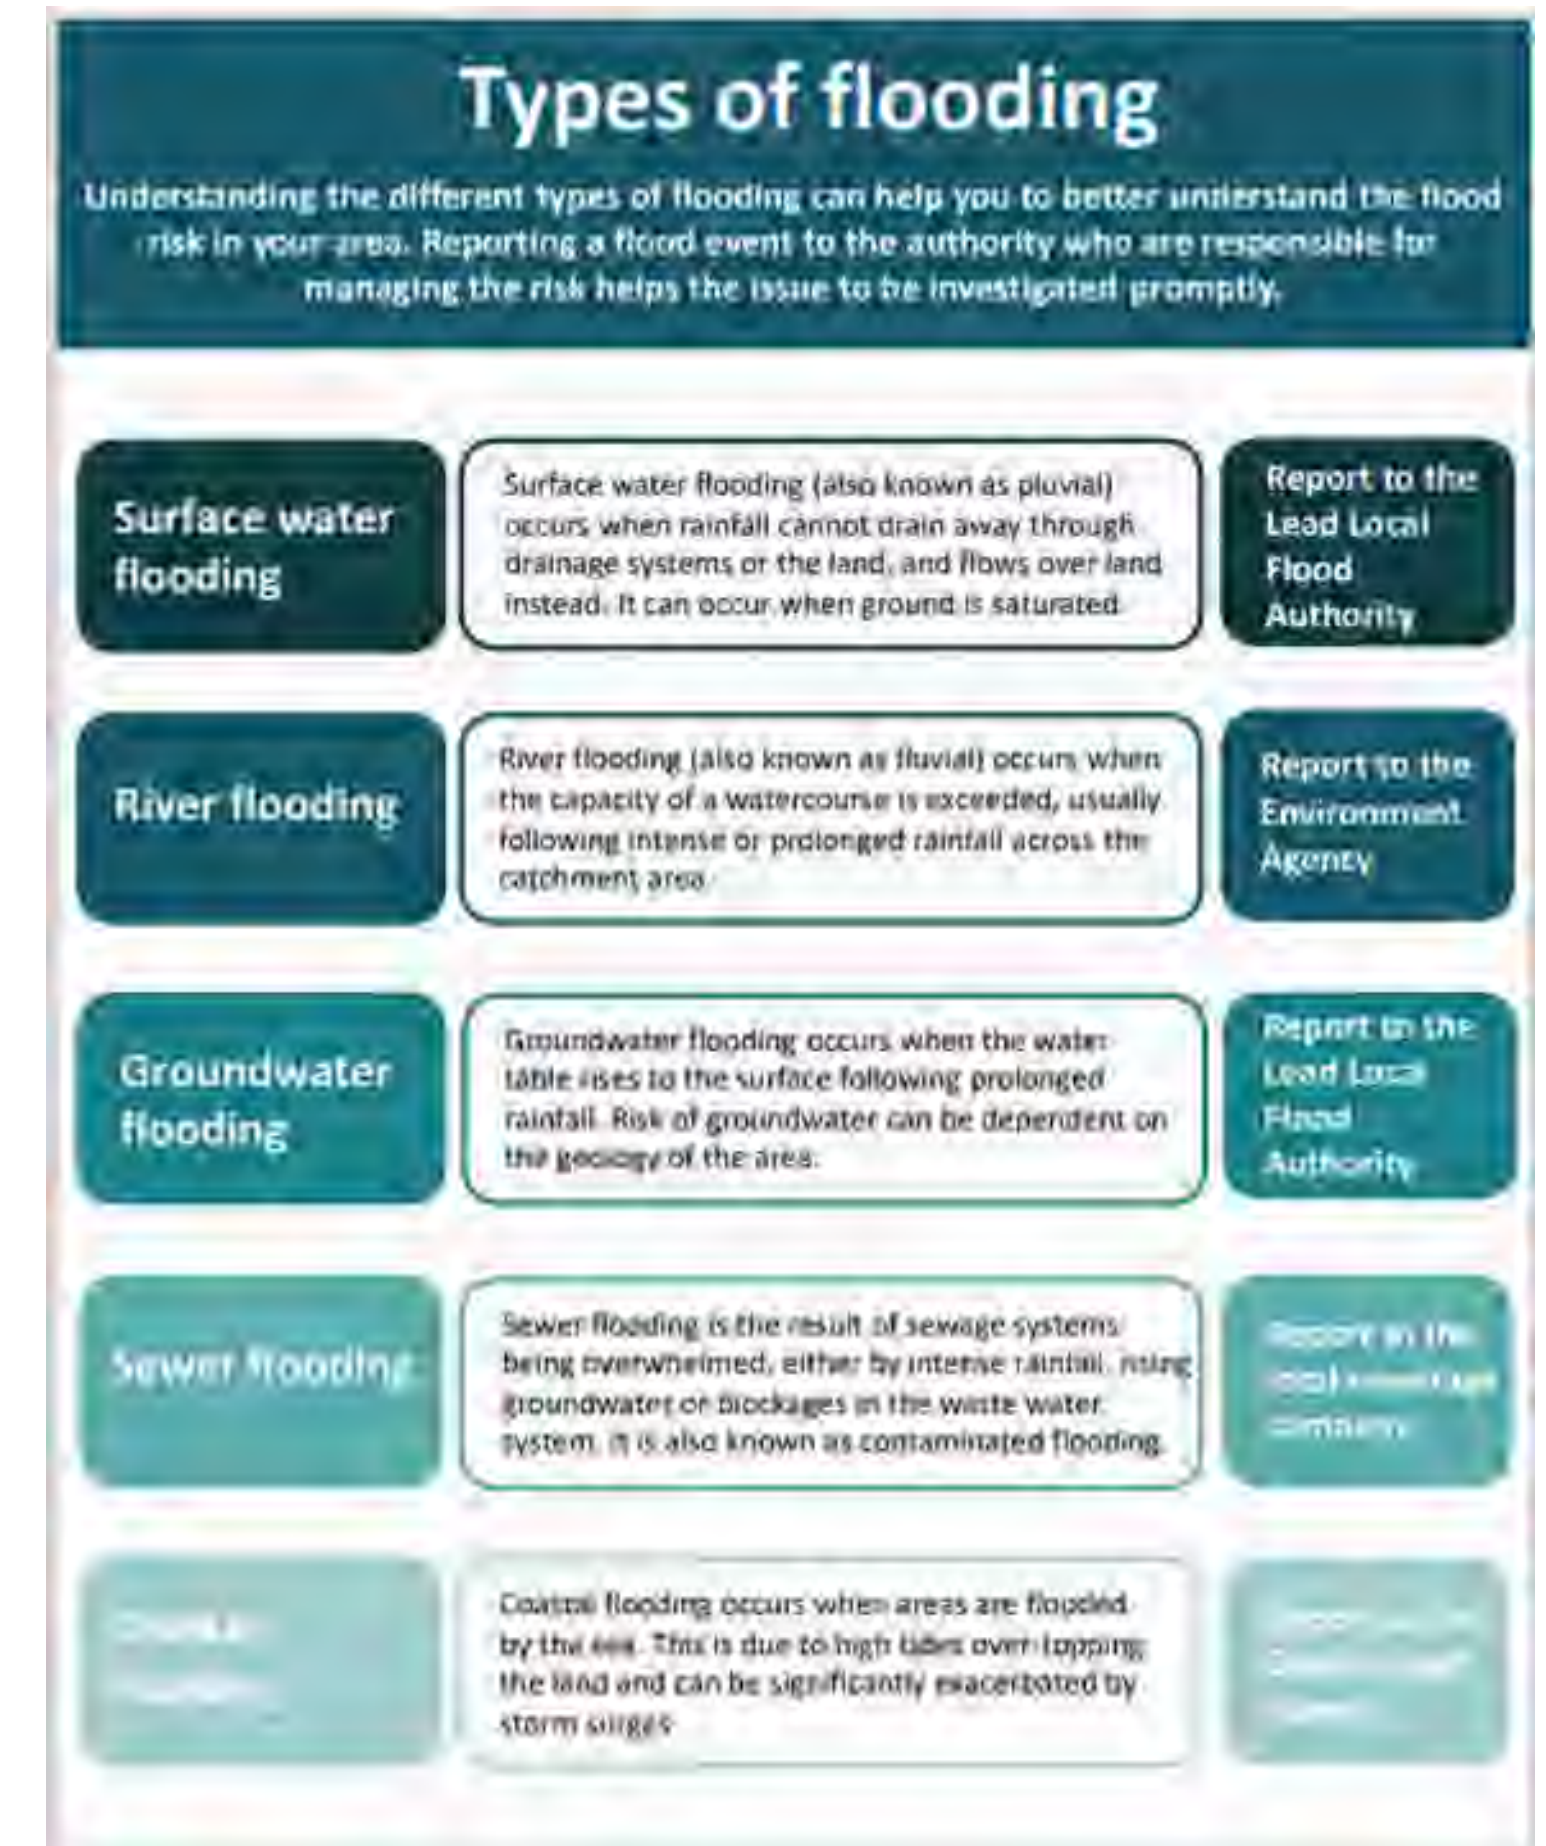 Types of flooding
Understanding the different types of flooding can help you to better understand the flood
risk in your area. Reporting a flood event to the authority who are responsible for
managing the risk helps the issue to be investigated promptly.
Surface water
flooding
Surface water flooding (also known as pluvial)
occurs when rainfall cannot drain away through
drainage systems or the land, and flows over land
instead. It can occur when ground is saturated.
Report to the
Lead Local
Flood
Authority
River flooding
River flooding (also known as fluvial) occurs when
the capacity of a watercourse is exceeded, usually
following intense or prolonged rainfall across the
catchment area.
Report to the
Environment
Agency
Groundwater
flooding
Groundwater flooding occurs when the water
table rises to the surface following prolonged
rainfall. Risk of groundwater can be dependent on
the geology of the area.
Report to the
Lead Local
Flood
Authority
Sewer flooding
Sewer flooding is the result of sewage systems
being overwhelmed, either by intense rainfall, rising
groundwater or blockages in the waste water
system. It is also known as contaminated flooding.
Report to the
local sewerage
company
Coastal flooding occurs when areas are flooded
by the sea. This is due to high tides over-topping
the land and can be significantly exacerbated by
storm surges